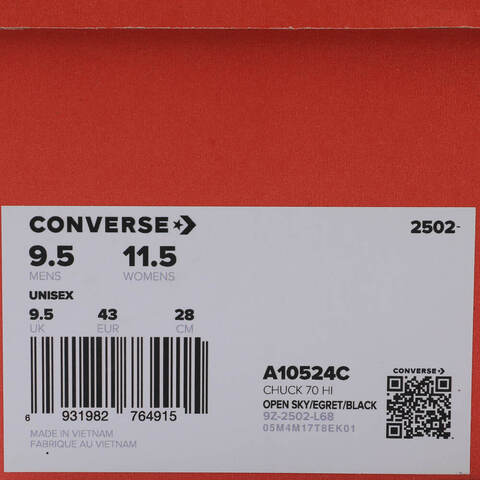 CONVERSE 2502-
9.5 11.5
MENS WOMENS
UNISEX
9.5 43 28
UK EUR CM
6 931982 764915
MADE IN VIETNAM
FABRIQUE AU VIETNAM
A10524C
CHUCK 70 HI
OPEN SKY/EGRET/BLACK
9Z-2502-L68
05M4M17T8EK01
CONVERSE